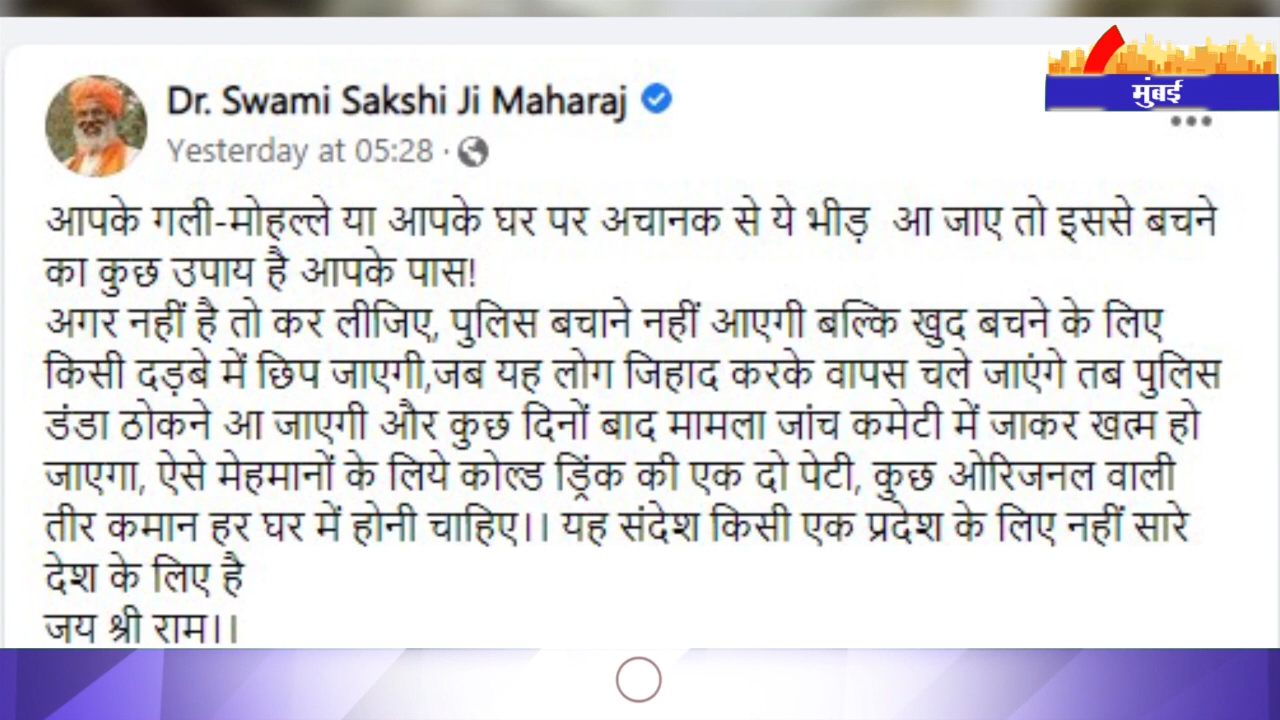 मुंबई
Dr. Swami Sakshi Ji Maharaj
Yesterday at 05:28 ·
आपके गली-मोहल्ले या आपके घर पर अचानक से ये भीड़ आ जाए तो इससे बचने
का कुछ उपाय है आपके पास!
अगर नहीं है तो कर लीजिए, पुलिस बचाने नहीं आएगी बल्कि खुद बचने के लिए
किसी दड़बे में छिप जाएगी,जब यह लोग जिहाद करके वापस चले जाएंगे तब पुलिस
डंडा ठोकने आ जाएगी और कुछ दिनों बाद मामला जांच कमेटी में जाकर खत्म हो
जाएगा, ऐसे मेहमानों के लिये कोल्ड ड्रिंक की एक दो पेटी, कुछ ओरिजनल वाली
तीर कमान हर घर में होनी चाहिए।। यह संदेश किसी एक प्रदेश के लिए नहीं सारे
देश के लिए है
जय श्री राम।।